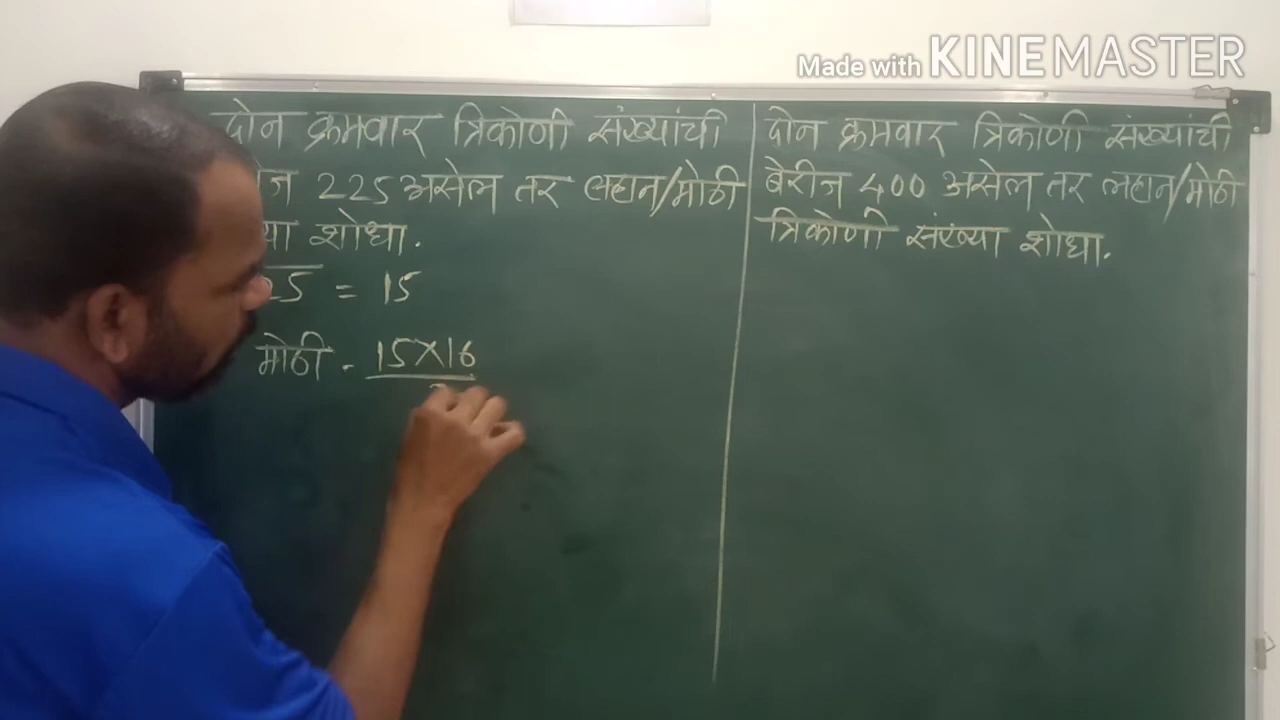 Made with KINEMASTER
दोन क्रमवार त्रिकोणी संख्यांची
225 असेल तर लहान/मोठी
शोधा.
= 15
मोठी - 15×16
दोन क्रमवार त्रिकोणी संख्यांची
बेरीज 400 असेल तर लहान/मोठी
त्रिकोणी संख्या शोधा.